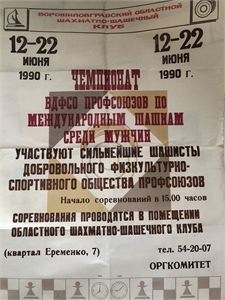 ВОРОШИЛОВГРАДСКИЙ ОБЛАСТНОЙ
ШАХМАТНО-ШАШЕЧНЫЙ
КЛУБ
12-22 12-22
ИЮНЯ ИЮНЯ
1990 г. 1990 г.
ЧЕМПИОНАТ
ВДФСО ПРОФСОЮЗОВ ПО
МЕЖДУНАРОДНЫМ ШАШКАМ
СРЕДИ МУЖЧИН
УЧАСТВУЮТ СИЛЬНЕЙШИЕ ШАШИСТЫ
ДОБРОВОЛЬНОГО ФИЗКУЛЬТУРНО-
СПОРТИВНОГО ОБЩЕСТВА ПРОФСОЮЗОВ
Начало соревнований в 15.00 часов
СОРЕВНОВАНИЯ ПРОВОДЯТСЯ В ПОМЕЩЕНИИ
ОБЛАСТНОГО ШАХМАТНО-ШАШЕЧНОГО КЛУБА
(квартал Еременко, 7) тел. 54-20-07
ОРГКОМИТЕТ